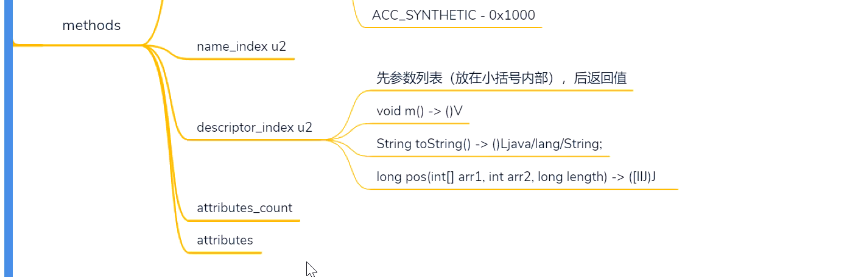 ACC_SYNTHETIC - 0x1000
methods
name_index u2
先参数列表（放在小括号内部），后返回值
void m() -> ()V
descriptor_index u2
String toString() -> ()Ljava/lang/String;
long pos(int[] arr1, int arr2, long length) -> ([IIJ)J
attributes_count
attributes